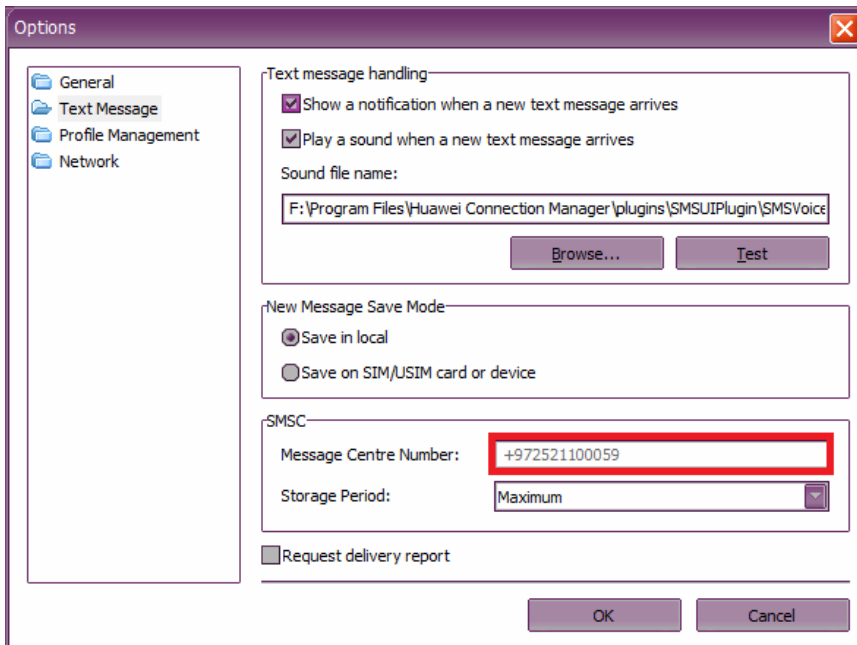 Options
General
Text Message
Profile Management
Network
Text message handling
Show a notification when a new text message arrives
Play a sound when a new text message arrives
Sound file name:
F:\Program Files\Huawei Connection Manager\plugins\SMSUIPlugin\SMSVoice
Browse... Test
New Message Save Mode
Save in local
Save on SIM/USIM card or device
SMSC
Message Centre Number: +972521100059
Storage Period: Maximum
Request delivery report
OK Cancel